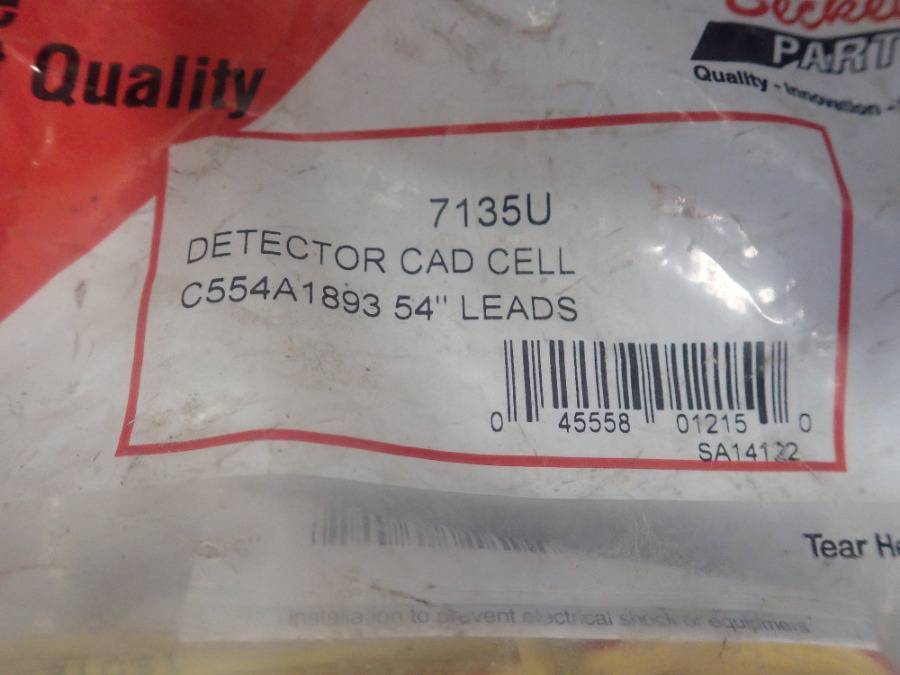 Quality
PART
Quality - Innovation -
7135U
DETECTOR CAD CELL
C554A1893 54" LEADS
0 45558 01215 0
SA14122
Tear He
installation to prevent electrical shock or equipment